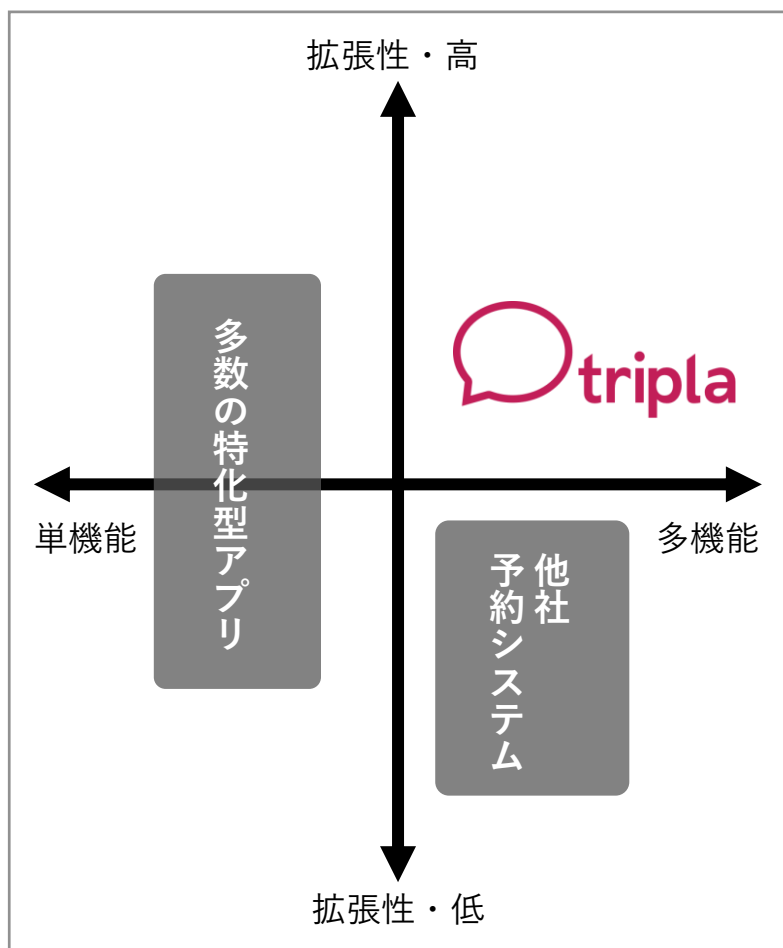 拡張性・高
多数の特化型アプリ
tripla
単機能
多機能
他社
予約システム
拡張性・低